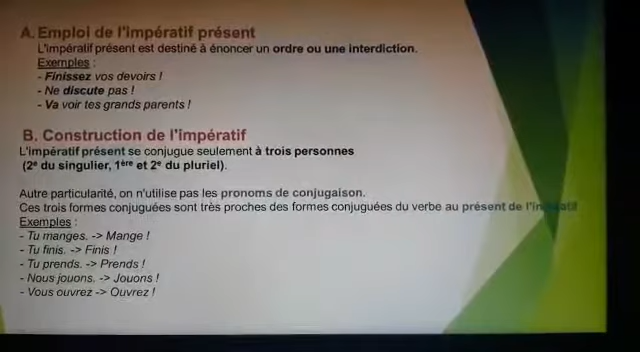 A. Emploi de l'impératif présent
L'impératif présent est destiné à énoncer un ordre ou une interdiction.
Exemples :
- Finissez vos devoirs !
- Ne discute pas !
- Va voir tes grands parents !
B. Construction de l'impératif
L'impératif présent se conjugue seulement à trois personnes
(2e du singulier, 1ère et 2e du pluriel).
Autre particularité, on n'utilise pas les pronoms de conjugaison.
Ces trois formes conjuguées sont très proches des formes conjuguées du verbe au présent de
Exemples :
- Tu manges. -> Mange !
- Tu finis. -> Finis !
- Tu prends. -> Prends !
- Nous jouons. -> Jouons !
- Vous ouvrez -> Ouvrez !